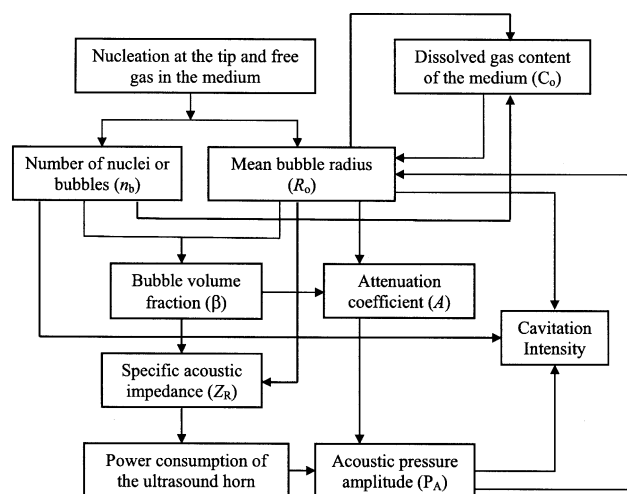 Nucleation at the tip and free
gas in the medium
Dissolved gas content
of the medium (Cₒ)
Number of nuclei or
bubbles (n_b)
Mean bubble radius
(Rₒ)
Bubble volume
fraction (β)
Attenuation
coefficient (A)
Cavitation
Intensity
Specific acoustic
impedance (Z_R)
Power consumption of
the ultrasound horn
Acoustic pressure
amplitude (P_A)